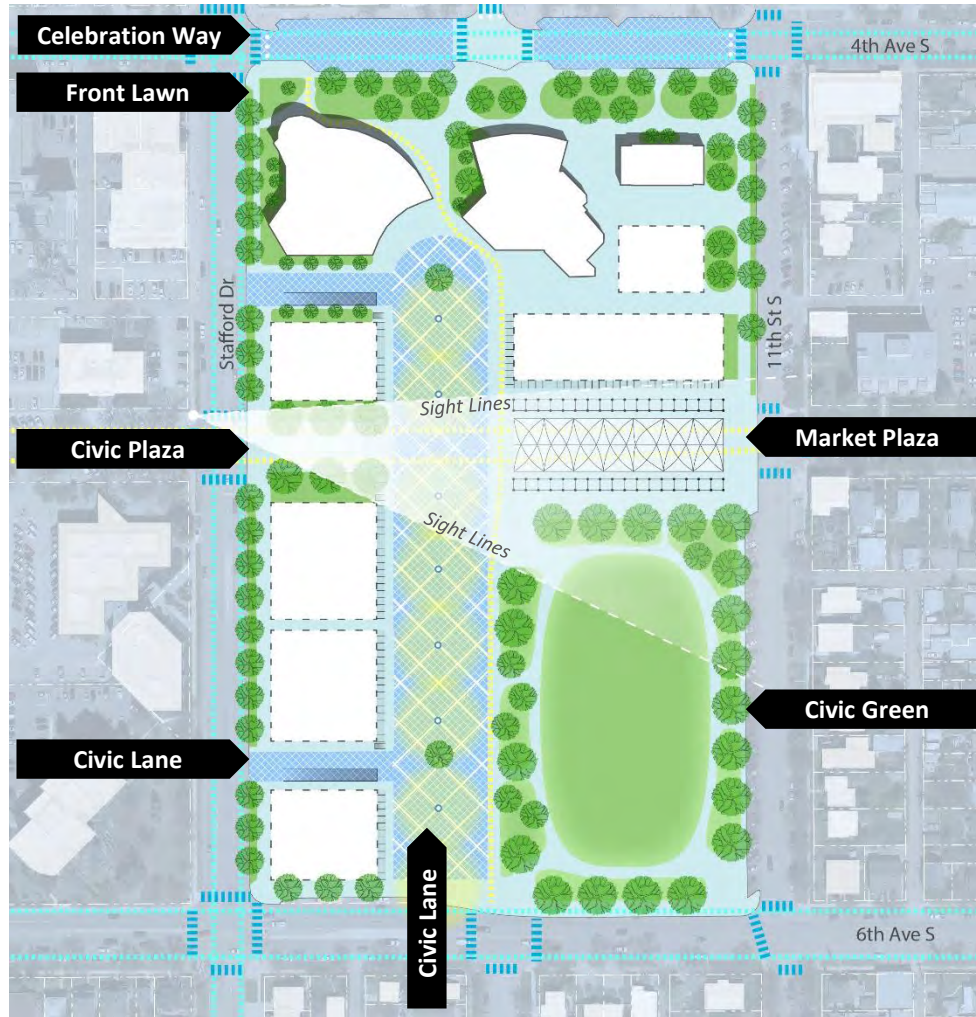 Celebration Way
4th Ave S
Front Lawn
Stafford Dr
11th St S
Sight Lines
Civic Plaza
Market Plaza
Sight Lines
Civic Green
Civic Lane
Civic Lane
6th Ave S